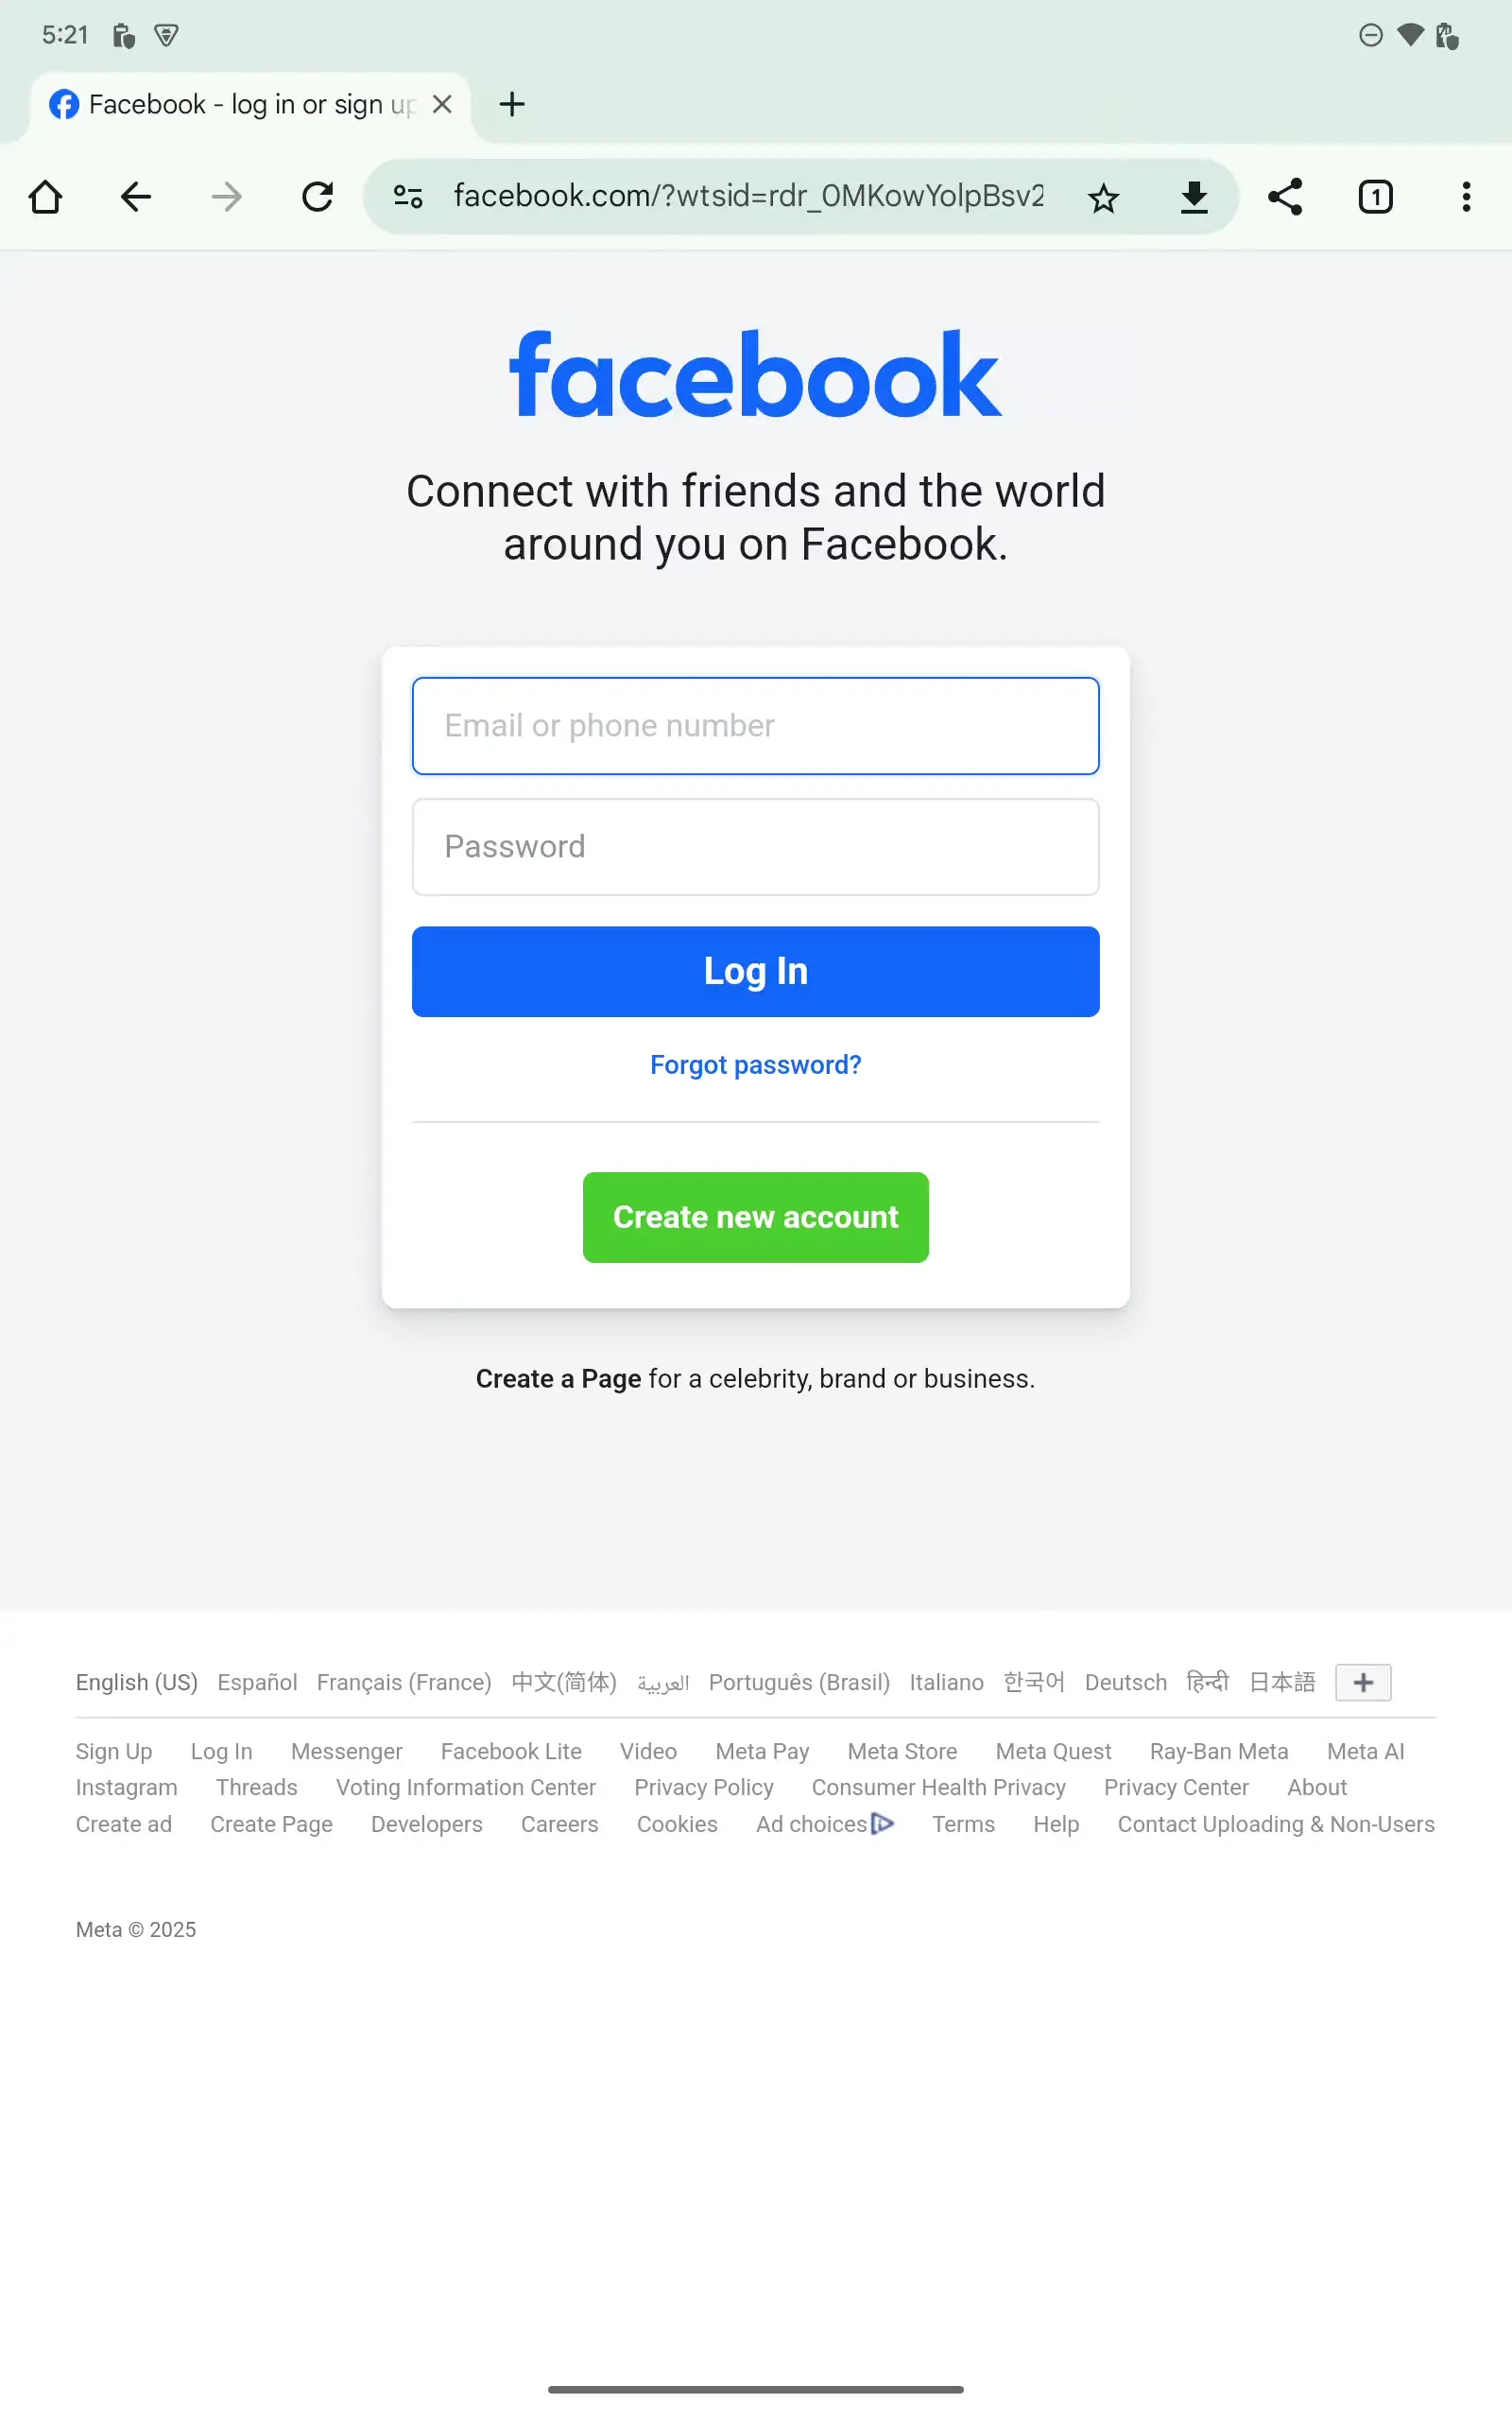 5:21
Facebook - log in or sign up
facebook.com/?wtsid=rdr_0MKowYolpBsv2
1
facebook
Connect with friends and the world
around you on Facebook.
Email or phone number
Password
Log In
Forgot password?
Create new account
Create a Page for a celebrity, brand or business.
English (US) Español Français (France) 中文(简体) العربية Português (Brasil) Italiano 한국어 Deutsch हिन्दी 日本語
Sign Up Log In Messenger Facebook Lite Video Meta Pay Meta Store Meta Quest Ray-Ban Meta Meta AI
Instagram Threads Voting Information Center Privacy Policy Consumer Health Privacy Privacy Center About
Create ad Create Page Developers Careers Cookies Ad choices Terms Help Contact Uploading & Non-Users
Meta © 2025